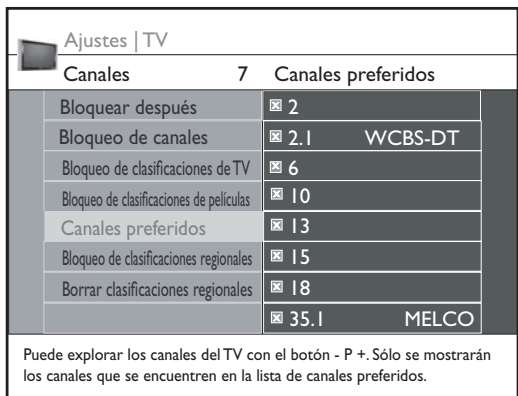 Ajustes | TV
Canales 7 Canales preferidos
Bloquear después
Bloqueo de canales
Bloqueo de clasificaciones de TV
Bloqueo de clasificaciones de películas
Canales preferidos
Bloqueo de clasificaciones regionales
Borrar clasificaciones regionales
2
2.1 WCBS-DT
6
10
13
15
18
35.1 MELCO
Puede explorar los canales del TV con el botón - P +. Sólo se mostrarán
los canales que se encuentren en la lista de canales preferidos.